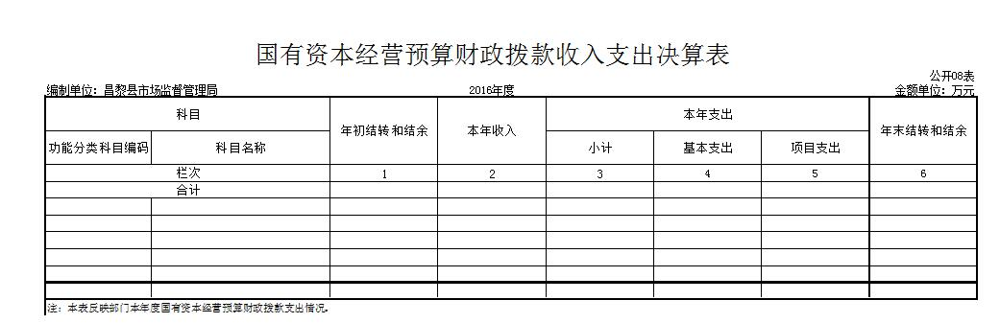 国有资本经营预算财政拨款收入支出决算表
公开08表
编制单位：昌黎县市场监督管理局 2016年度 金额单位：万元
科目 年初结转和结余 本年收入 本年支出 年末结转和结余
功能分类科目编码 科目名称 小计 基本支出 项目支出
栏次 1 2 3 4 5 6
合计
注：本表反映部门本年度国有资本经营预算财政拨款支出情况。